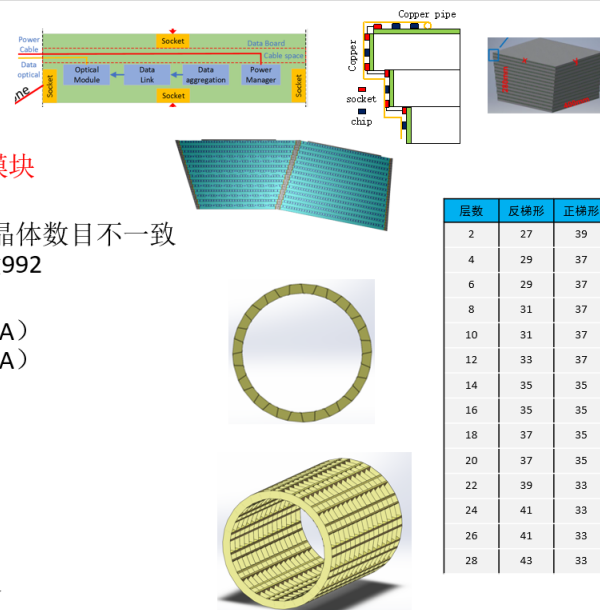 Copper pipe
Power
Cable
Socket
Data Board
Cable space
Data
optical
Socket
Optical
Module
Data
Link
Data
aggregation
Power
Manager
Socket
Socket
Copper
socket
chip
模块
晶体数目不一致
992
A）
A）
层数 反梯形 正梯形
2 27 39
4 29 37
6 29 37
8 31 37
10 31 37
12 33 37
14 35 35
16 35 35
18 37 35
20 37 35
22 39 33
24 41 33
26 41 33
28 43 33